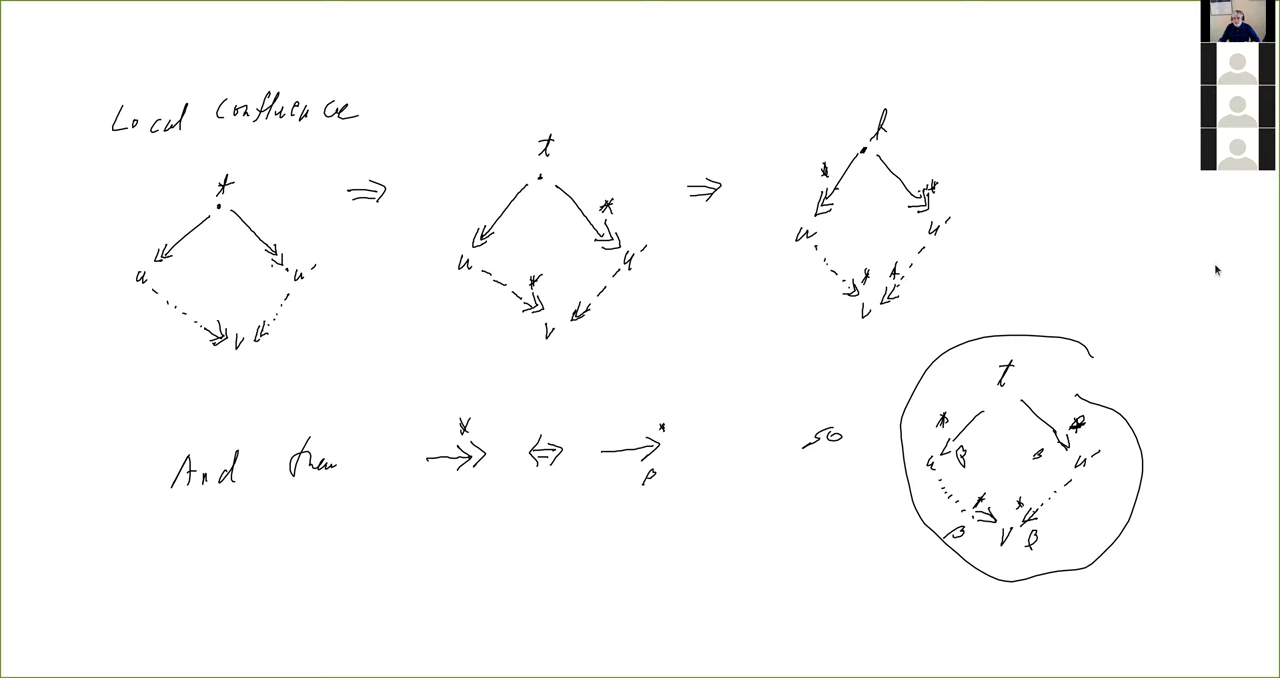 Local confluence
t ⇒ t ⇒ t
* * *
u u' u u' u u'
* * *
v v v
t
And then ↠* ⇔ →*β so
* *
u β β u'
* *
β v β